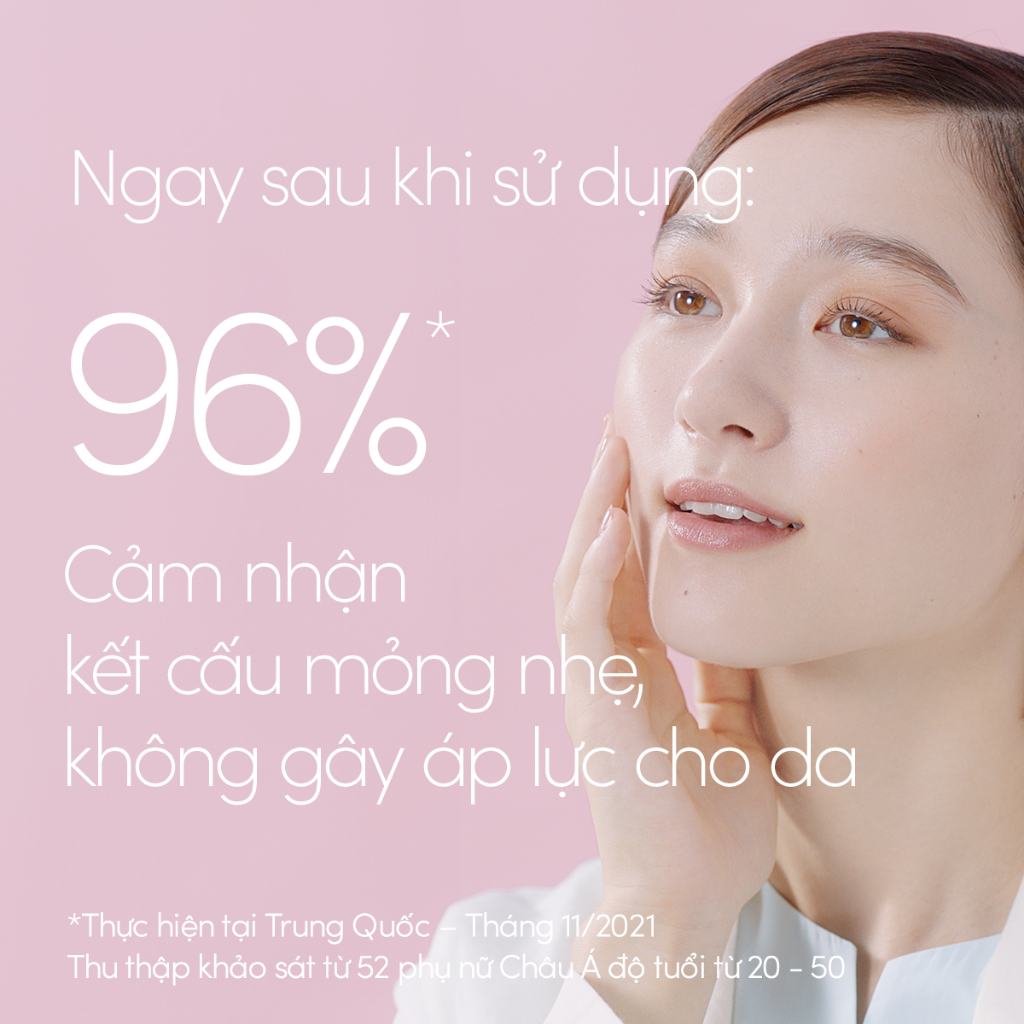 Ngay sau khi sử dụng:
96%*
Cảm nhận
kết cấu mỏng nhẹ,
không gây áp lực cho da
*Thực hiện tại Trung Quốc – Tháng 11/2021
Thu thập khảo sát từ 52 phụ nữ Châu Á độ tuổi từ 20 - 50